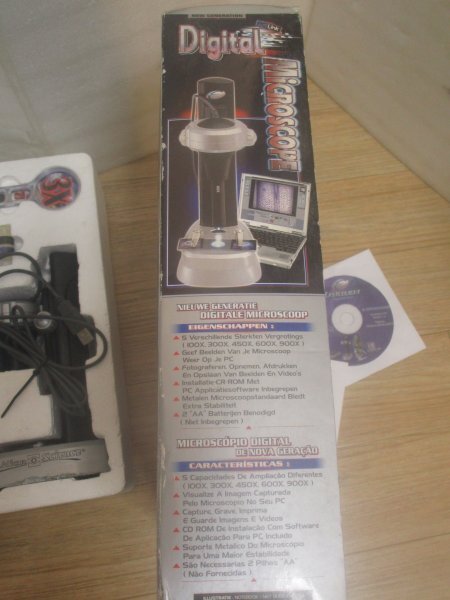 NEW GENERATION
Digital
MICROSCOPE
3X
NIEUWE GENERATIE
DIGITALE MICROSCOOP
EIGENSCHAPPEN :
5 Verschillende Sterkten Vergrotings
( 100X, 300X, 450X, 600X, 900X )
Geef Beelden Van Je Microscoop
Weer Op Je PC
Fotograferen, Opnemen, Afdrukken
En Opslaan Van Beelden En Video's
Installatie-CR-ROM Met
PC Applicatiesoftware Inbegrepen
Metalen Microscoopstandaard Biedt
Extra Stabiliteit
2 "AA" Batterijen Benodigd
( Niet Inbegrepen )
MICROSCÓPIO DIGITAL
DE NOVA GERAÇÃO
CARACTERÍSTICAS :
5 Capacidades De Ampliação Diferentes
( 100X, 300X, 450X, 600X, 900X )
Visualize A Imagem Capturada
Pelo Microscópio No Seu PC
Capture, Grave, Imprima
E Guarde Imagens E Vídeos
CD ROM De Instalação Com Software
De Aplicação Para PC Incluído
Suporte Metálico Do Microscópio
Para Uma Maior Estabilidade
São Necessárias 2 Pilhas "AA"
( Não Fornecidas )